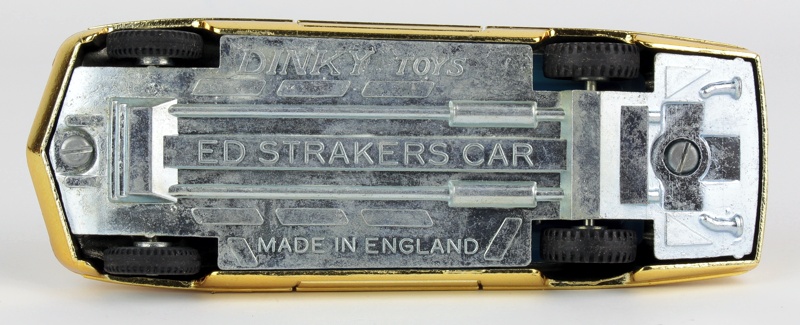 DINKY TOYS
ED STRAKERS CAR
MADE IN ENGLAND